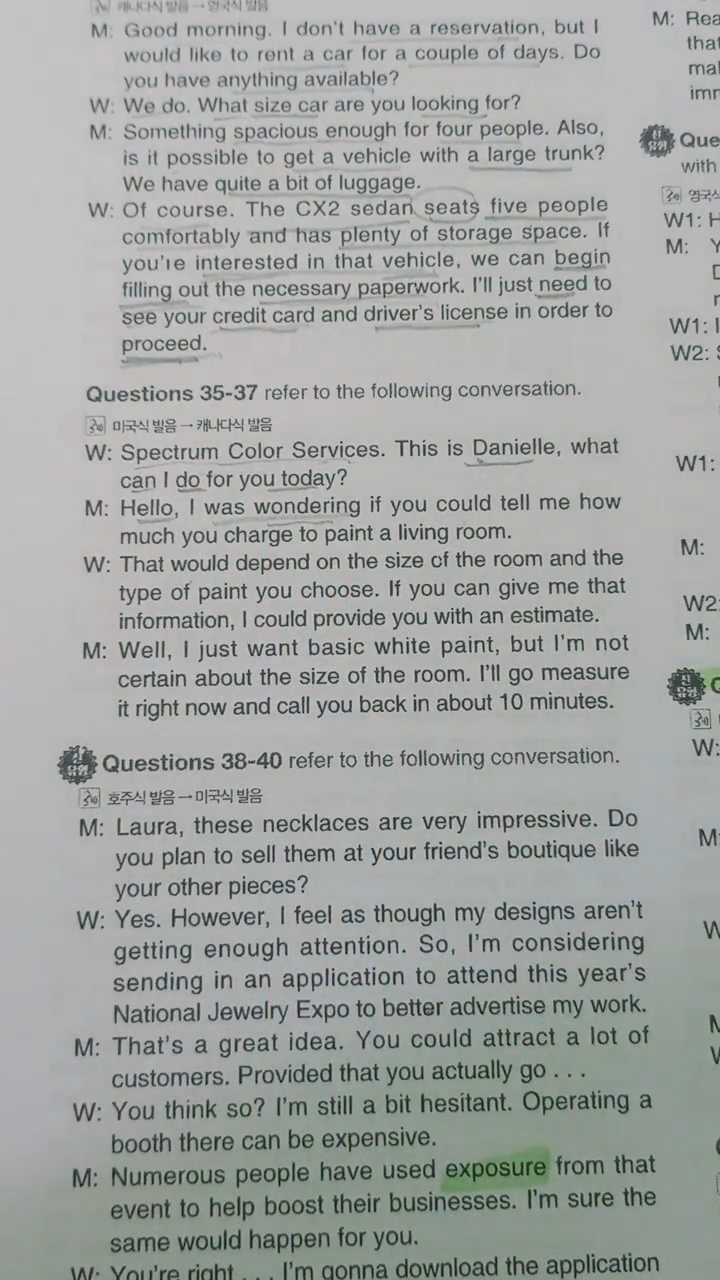 캐나다식 발음 → 영국식 발음
M: Good morning. I don't have a reservation, but I
would like to rent a car for a couple of days. Do
you have anything available?
W: We do. What size car are you looking for?
M: Something spacious enough for four people. Also,
is it possible to get a vehicle with a large trunk?
We have quite a bit of luggage.
W: Of course. The CX2 sedan seats five people
comfortably and has plenty of storage space. If
you're interested in that vehicle, we can begin
filling out the necessary paperwork. I'll just need to
see your credit card and driver's license in order to
proceed.
Questions 35-37 refer to the following conversation.
미국식 발음 → 캐나다식 발음
W: Spectrum Color Services. This is Danielle, what
can I do for you today?
M: Hello, I was wondering if you could tell me how
much you charge to paint a living room.
W: That would depend on the size of the room and the
type of paint you choose. If you can give me that
information, I could provide you with an estimate.
M: Well, I just want basic white paint, but I'm not
certain about the size of the room. I'll go measure
it right now and call you back in about 10 minutes.
Questions 38-40 refer to the following conversation.
호주식 발음 → 미국식 발음
M: Laura, these necklaces are very impressive. Do
you plan to sell them at your friend's boutique like
your other pieces?
W: Yes. However, I feel as though my designs aren't
getting enough attention. So, I'm considering
sending in an application to attend this year's
National Jewelry Expo to better advertise my work.
M: That's a great idea. You could attract a lot of
customers. Provided that you actually go . . .
W: You think so? I'm still a bit hesitant. Operating a
booth there can be expensive.
M: Numerous people have used exposure from that
event to help boost their businesses. I'm sure the
same would happen for you.
W: You're right . . . I'm gonna download the application
M: Rea
that
mal
imr
Que
with
영국식
W1: H
M: Y
W1: I
W2: S
W1:
M:
W2:
M:
W:
M
W
M